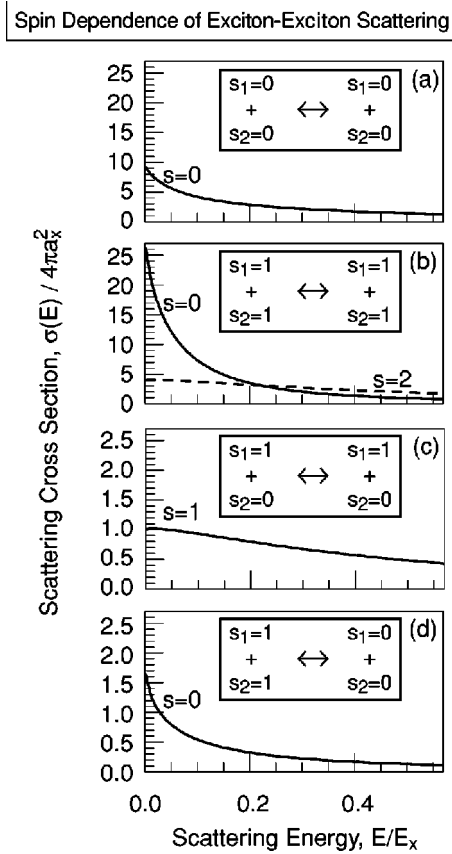 Spin Dependence of Exciton-Exciton Scattering
Scattering Cross Section, σ(E) / 4πaₓ²
25
20
15
10
5
0
s₁=0 s₁=0 (a)
+ ↔ +
s₂=0 s₂=0
s=0
25
20
15
10
5
0
s₁=1 s₁=1 (b)
+ ↔ +
s₂=1 s₂=1
s=0
s=2
2.5
2.0
1.5
1.0
0.5
0.0
s₁=1 s₁=1 (c)
+ ↔ +
s₂=0 s₂=0
s=1
2.5
2.0
1.5
1.0
0.5
0.0
s₁=1 s₁=0 (d)
+ ↔ +
s₂=1 s₂=0
s=0
0.0 0.2 0.4
Scattering Energy, E/Eₓ